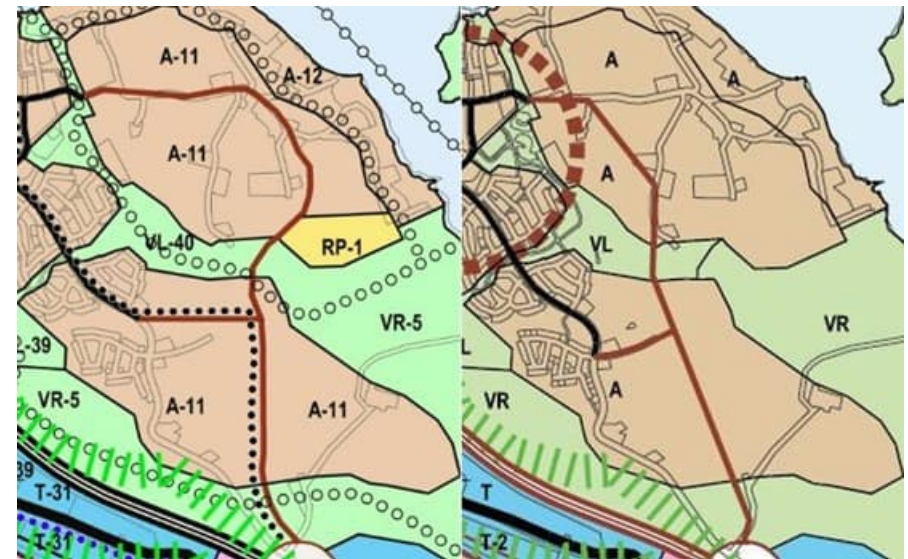 A-11
A-12
A-11
VL-40
RP-1
VR-5
-39
VR-5
A-11
A-11
39
T-31
T-31
A
A
A
VL
VR
L
VR
A
T
T-2